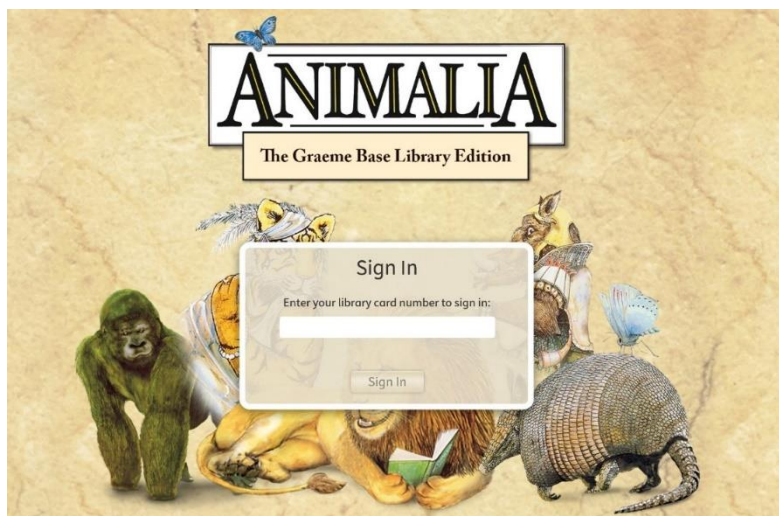 ANIMALIA
The Graeme Base Library Edition
Sign In
Enter your library card number to sign in:
Sign In